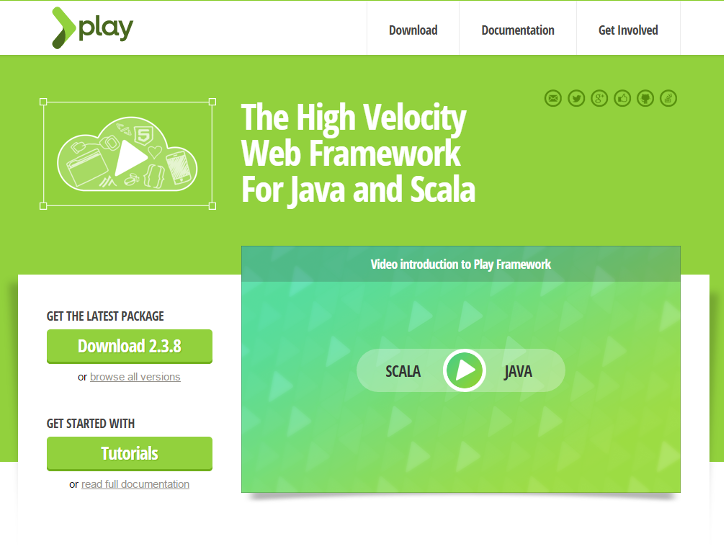 play
Download
Documentation
Get Involved
The High Velocity
Web Framework
For Java and Scala
Video introduction to Play Framework
SCALA
JAVA
GET THE LATEST PACKAGE
Download 2.3.8
or browse all versions
GET STARTED WITH
Tutorials
or read full documentation